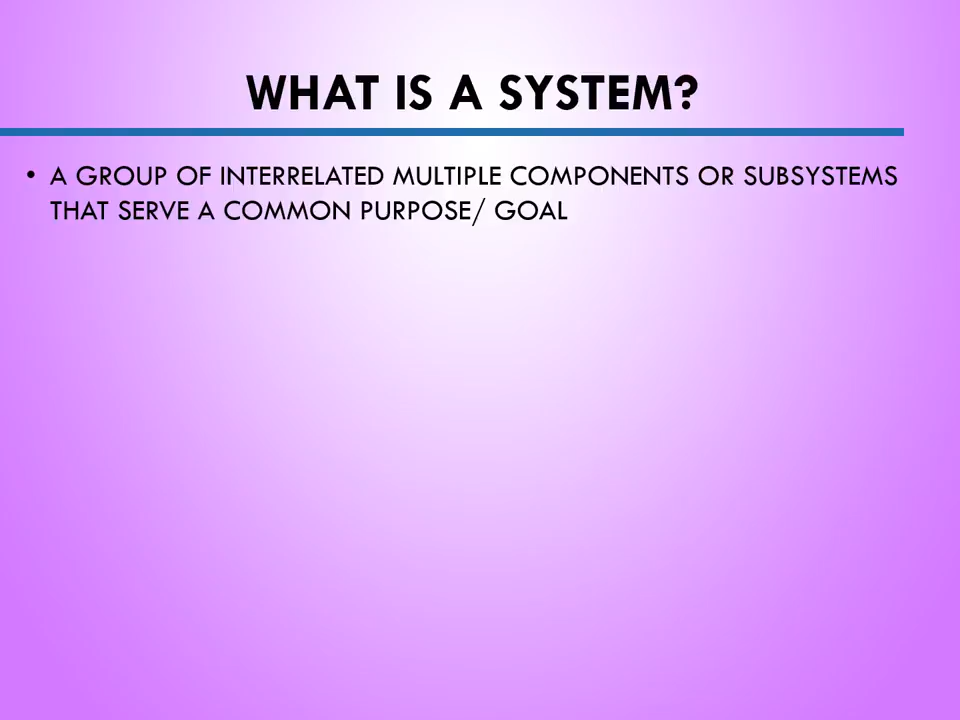 WHAT IS A SYSTEM?
• A GROUP OF INTERRELATED MULTIPLE COMPONENTS OR SUBSYSTEMS
THAT SERVE A COMMON PURPOSE/ GOAL